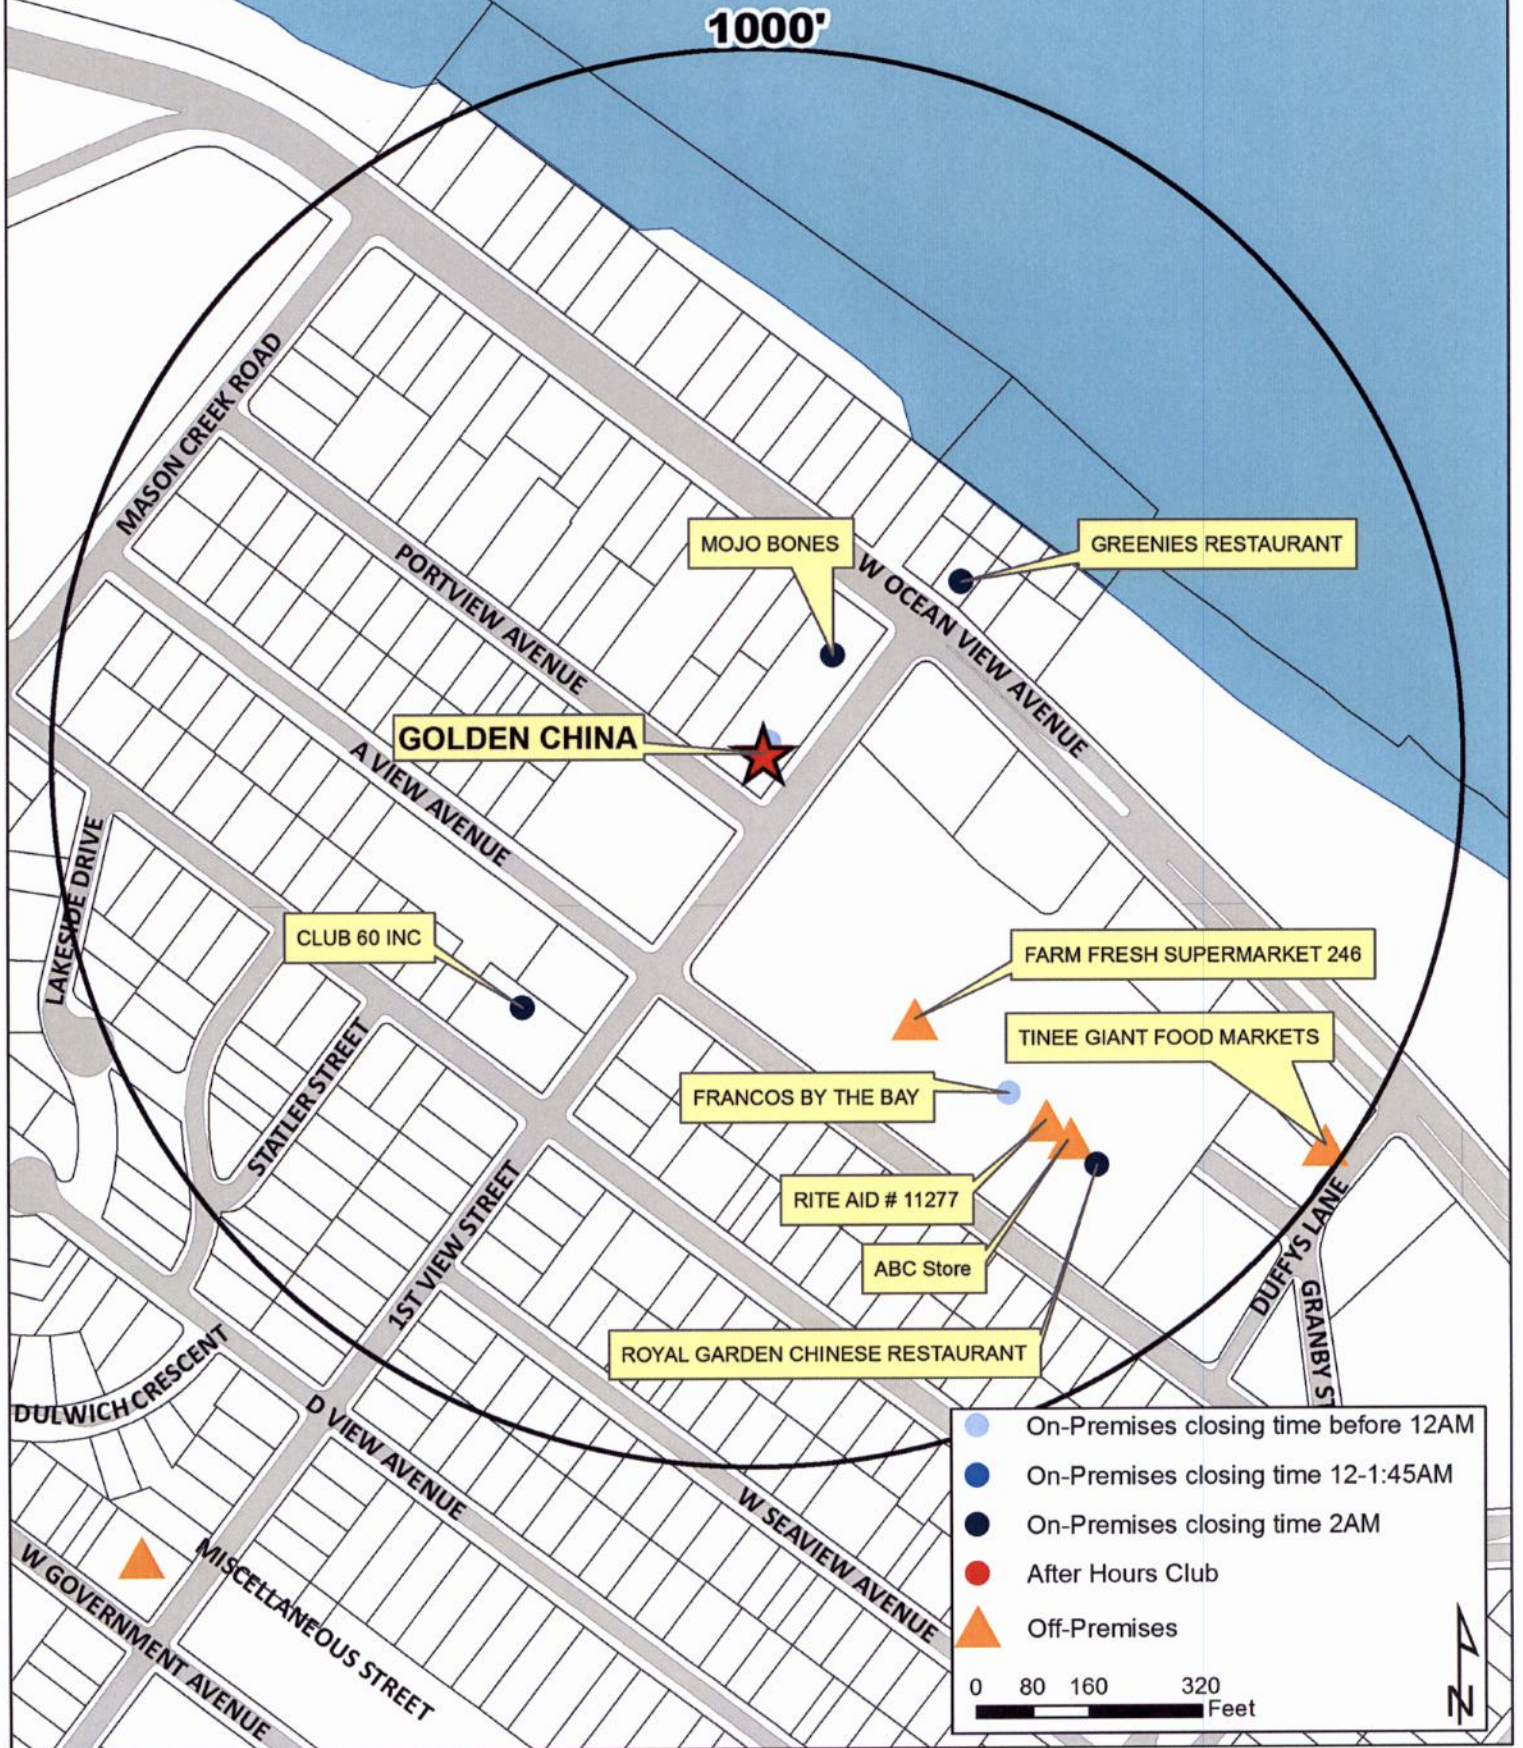 1000'
MASON CREEK ROAD
MOJO BONES
GREENIES RESTAURANT
PORTVIEW AVENUE
W OCEAN VIEW AVENUE
GOLDEN CHINA
A VIEW AVENUE
LAKESIDE DRIVE
CLUB 60 INC
FARM FRESH SUPERMARKET 246
STATLER STREET
TINEE GIANT FOOD MARKETS
FRANCOS BY THE BAY
RITE AID # 11277
1ST VIEW STREET
ABC Store
DUFFYS LANE
GRANBY ST
ROYAL GARDEN CHINESE RESTAURANT
DULWICH CRESCENT
D VIEW AVENUE
W SEAVIEW AVENUE
W GOVERNMENT AVENUE
MISCELLANEOUS STREET
On-Premises closing time before 12AM
On-Premises closing time 12-1:45AM
On-Premises closing time 2AM
After Hours Club
Off-Premises
0 80 160 320
Feet
N